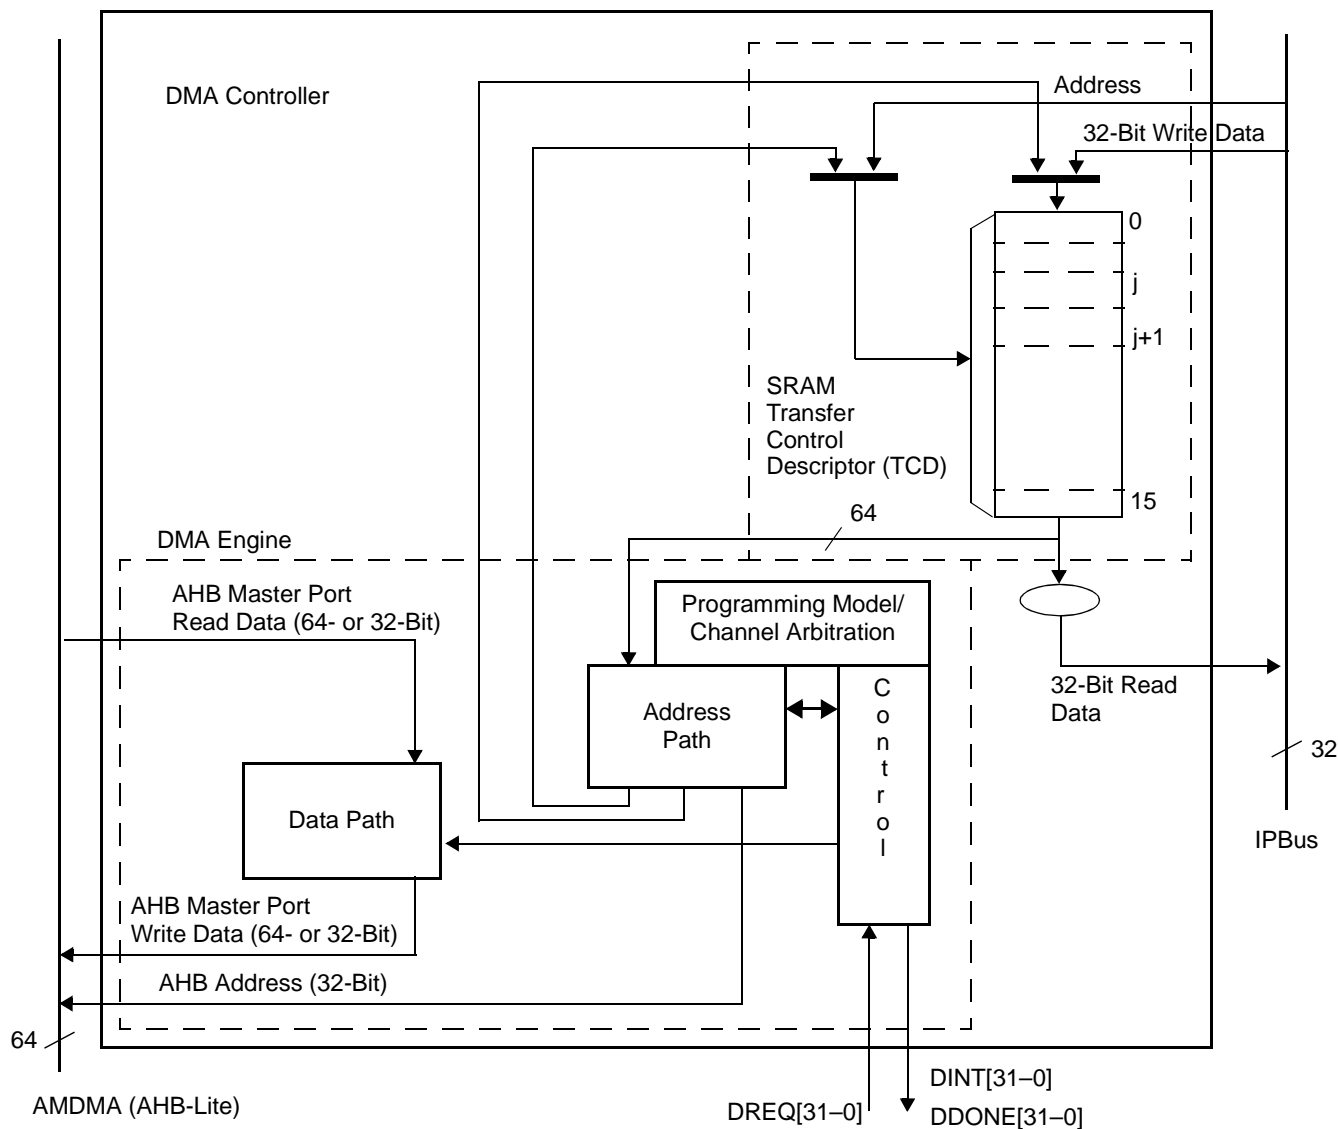 DMA Controller
Address
32-Bit Write Data
0
j
j+1
SRAM
Transfer
Control
Descriptor (TCD)
15
64
DMA Engine
AHB Master Port
Read Data (64- or 32-Bit)
Programming Model/
Channel Arbitration
Address
Path
C
o
n
t
r
o
l
32-Bit Read
Data
32
Data Path
IPBus
AHB Master Port
Write Data (64- or 32-Bit)
AHB Address (32-Bit)
64
AMDMA (AHB-Lite)
DINT[31–0]
DREQ[31–0]
DDONE[31–0]